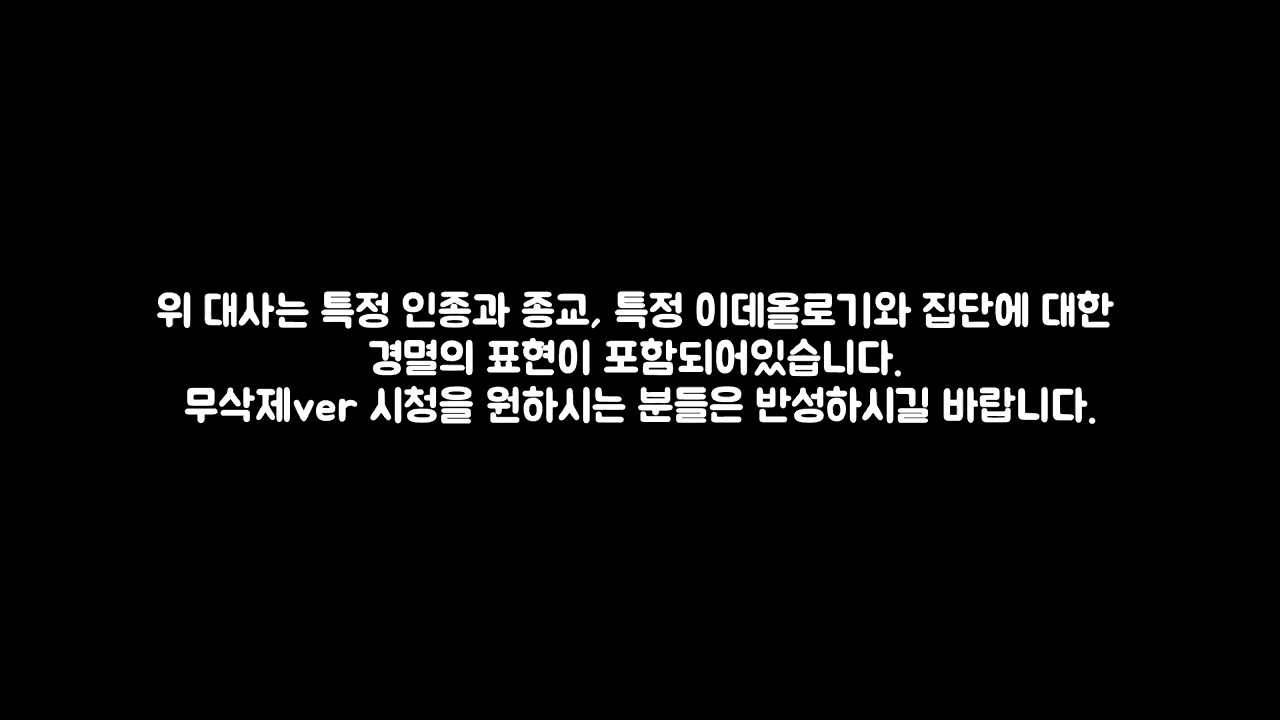 위 대사는 특정 인종과 종교, 특정 이데올로기와 집단에 대한
경멸의 표현이 포함되어있습니다.
무삭제ver 시청을 원하시는 분들은 반성하시길 바랍니다.